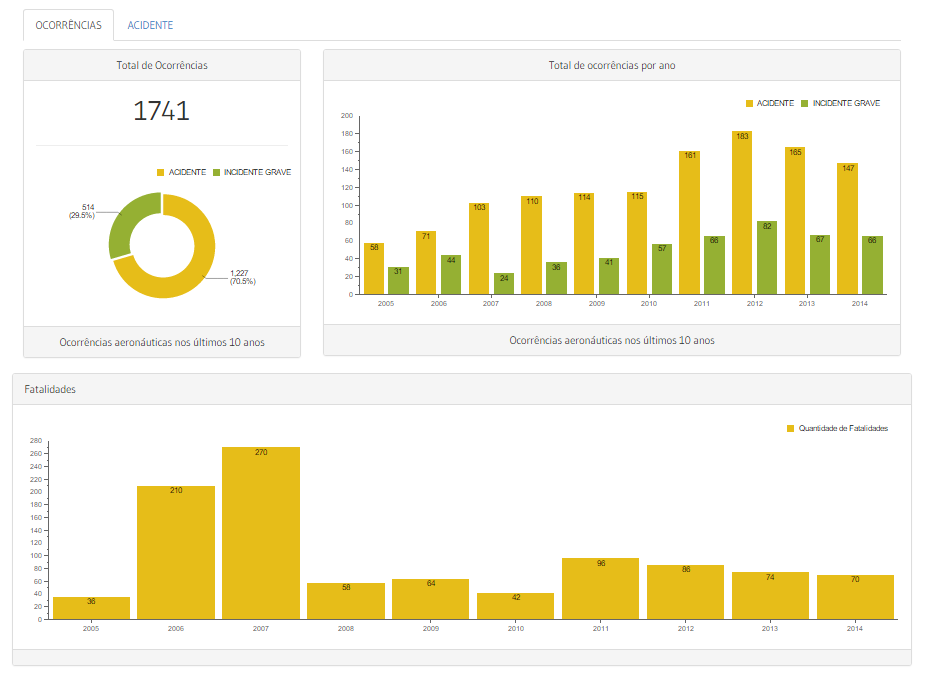 OCORRÊNCIAS ACIDENTE
Total de Ocorrências
1741
ACIDENTE INCIDENTE GRAVE
514
(29.5%)
1,227
(70.5%)
Ocorrências aeronáuticas nos últimos 10 anos
Total de ocorrências por ano
ACIDENTE INCIDENTE GRAVE
200
180
160
140
120
100
80
60
40
20
0
58 31 71 44 103 24 110 36 114 41 115 57 161 66 183 82 165 67 147 66
2005 2006 2007 2008 2009 2010 2011 2012 2013 2014
Ocorrências aeronáuticas nos últimos 10 anos
Fatalidades
Quantidade de Fatalidades
280
260
240
220
200
180
160
140
120
100
80
60
40
20
0
36 210 270 58 64 42 96 86 74 70
2005 2006 2007 2008 2009 2010 2011 2012 2013 2014